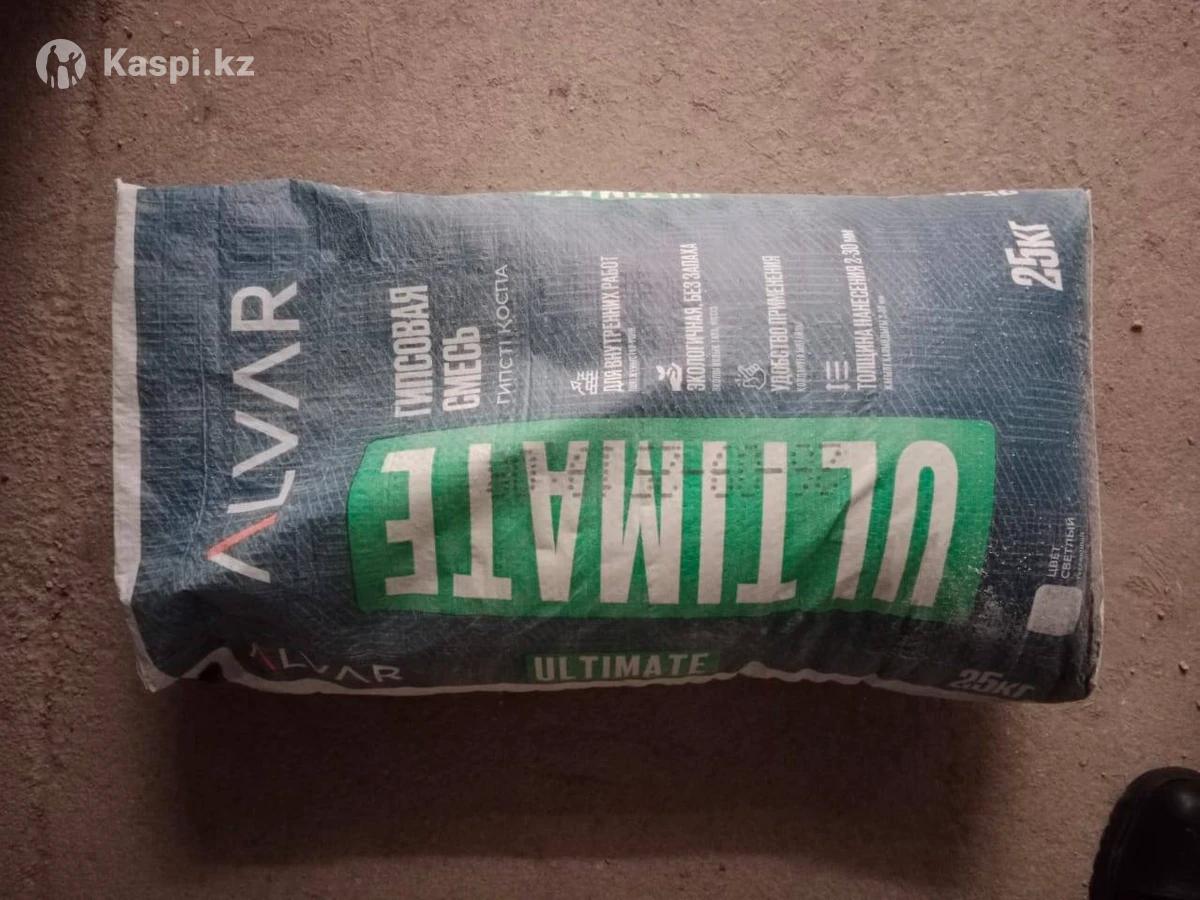 Kaspi.kz
ALVAR
ГИПСОВАЯ
СМЕСЬ
ГИПСТІ ҚОСПА
ULTIMATE
ДЛЯ ВНУТРЕННИХ РАБОТ
ЭКОЛОГИЧНАЯ, БЕЗ ЗАПАХА
УДОБСТВО ПРИМЕНЕНИЯ
ТОЛЩИНА НАНЕСЕНИЯ 2-30 мм
25КГ
ЦВЕТ
СВЕТЛЫЙ
ALVAR
ULTIMATE
25КГ